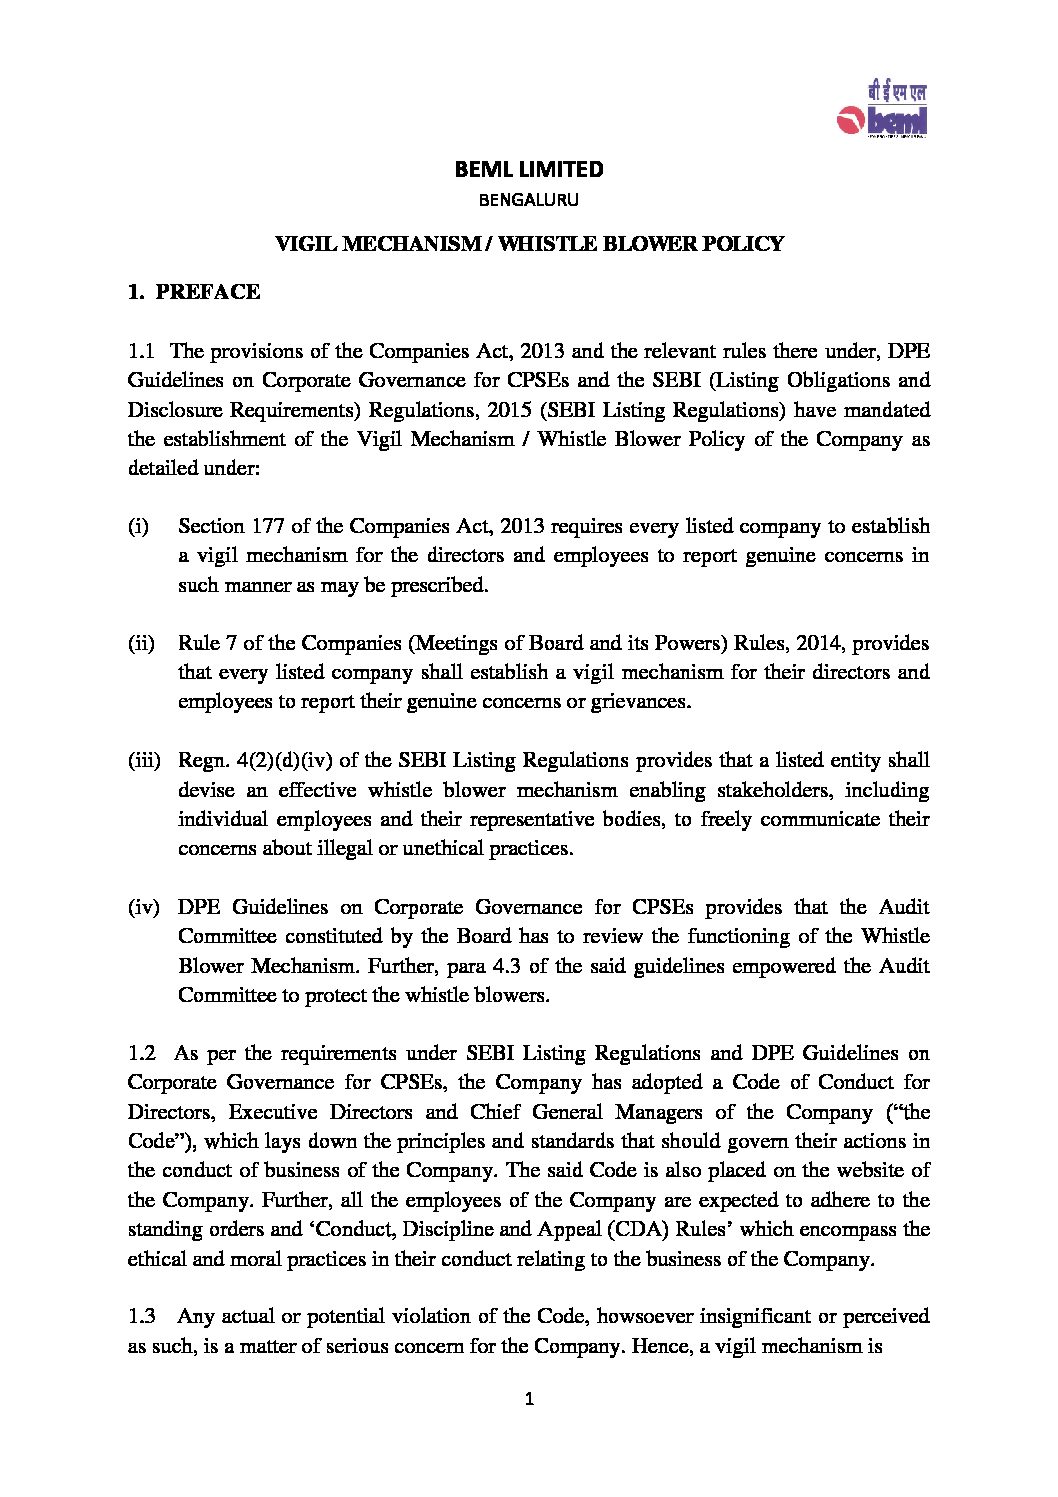 बी ई एम एल
beml
BEML LIMITED
BENGALURU
VIGIL MECHANISM / WHISTLE BLOWER POLICY
1. PREFACE
1.1 The provisions of the Companies Act, 2013 and the relevant rules there under, DPE
Guidelines on Corporate Governance for CPSEs and the SEBI (Listing Obligations and
Disclosure Requirements) Regulations, 2015 (SEBI Listing Regulations) have mandated
the establishment of the Vigil Mechanism / Whistle Blower Policy of the Company as
detailed under:
(i) Section 177 of the Companies Act, 2013 requires every listed company to establish
a vigil mechanism for the directors and employees to report genuine concerns in
such manner as may be prescribed.
(ii) Rule 7 of the Companies (Meetings of Board and its Powers) Rules, 2014, provides
that every listed company shall establish a vigil mechanism for their directors and
employees to report their genuine concerns or grievances.
(iii) Regn. 4(2)(d)(iv) of the SEBI Listing Regulations provides that a listed entity shall
devise an effective whistle blower mechanism enabling stakeholders, including
individual employees and their representative bodies, to freely communicate their
concerns about illegal or unethical practices.
(iv) DPE Guidelines on Corporate Governance for CPSEs provides that the Audit
Committee constituted by the Board has to review the functioning of the Whistle
Blower Mechanism. Further, para 4.3 of the said guidelines empowered the Audit
Committee to protect the whistle blowers.
1.2 As per the requirements under SEBI Listing Regulations and DPE Guidelines on
Corporate Governance for CPSEs, the Company has adopted a Code of Conduct for
Directors, Executive Directors and Chief General Managers of the Company (“the
Code”), which lays down the principles and standards that should govern their actions in
the conduct of business of the Company. The said Code is also placed on the website of
the Company. Further, all the employees of the Company are expected to adhere to the
standing orders and ‘Conduct, Discipline and Appeal (CDA) Rules’ which encompass the
ethical and moral practices in their conduct relating to the business of the Company.
1.3 Any actual or potential violation of the Code, howsoever insignificant or perceived
as such, is a matter of serious concern for the Company. Hence, a vigil mechanism is
1